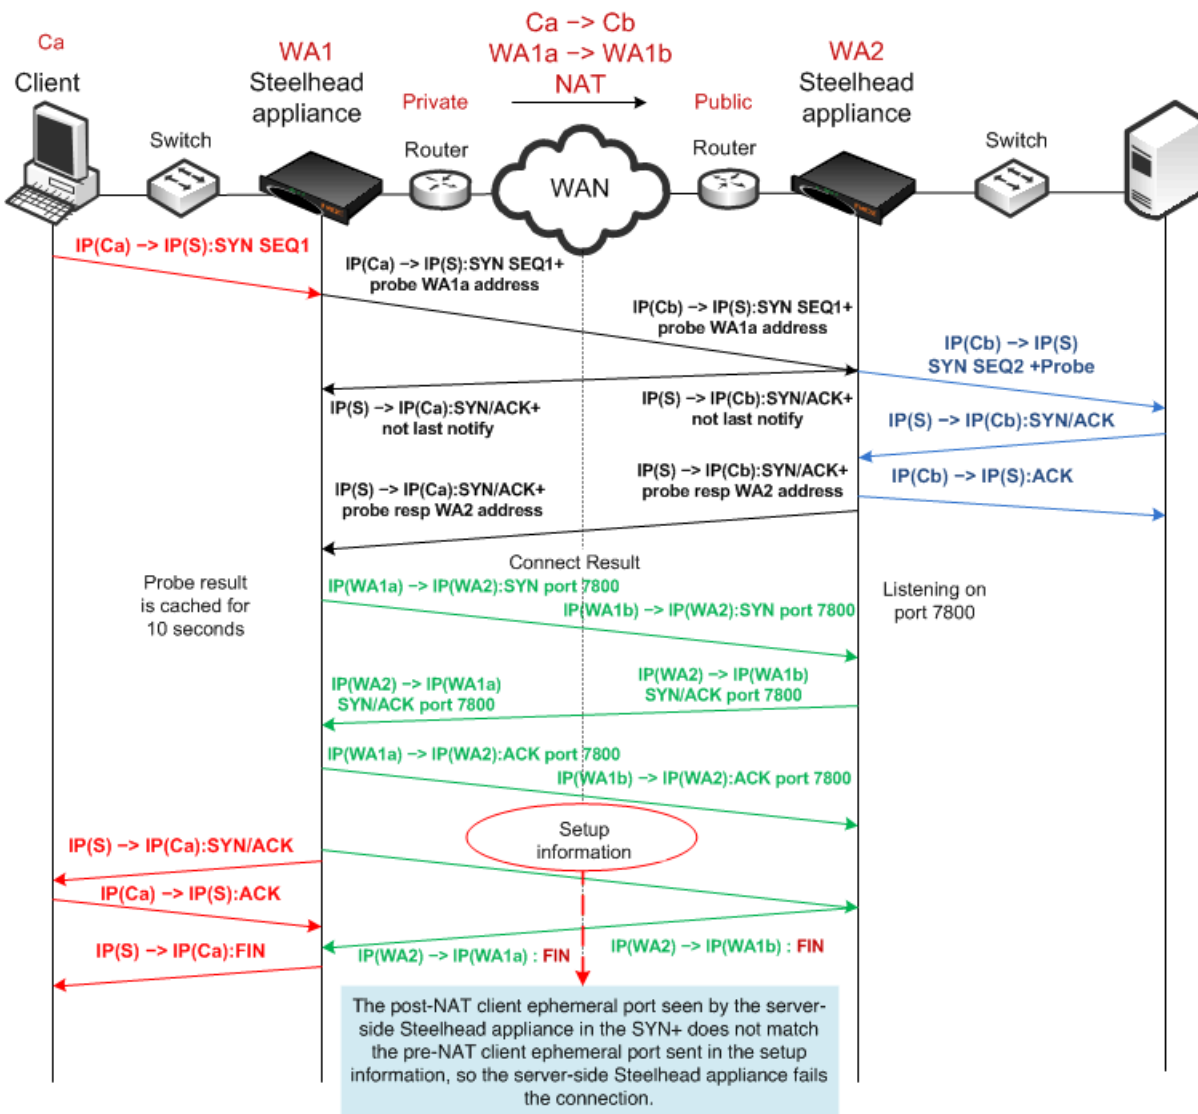 Ca −> Cb
WA1a −> WA1b
NAT
Ca
Client
WA1
Steelhead
appliance
Private
Public
WA2
Steelhead
appliance
Switch
Router
WAN
Router
Switch
IP(Ca) −> IP(S):SYN SEQ1
IP(Ca) −> IP(S):SYN SEQ1+
probe WA1a address
IP(Cb) −> IP(S):SYN SEQ1+
probe WA1a address
IP(Cb) −> IP(S)
SYN SEQ2 +Probe
IP(S) −> IP(Ca):SYN/ACK+
not last notify
IP(S) −> IP(Cb):SYN/ACK+
not last notify
IP(S) −> IP(Cb):SYN/ACK
IP(S) −> IP(Ca):SYN/ACK+
probe resp WA2 address
IP(S) −> IP(Cb):SYN/ACK+
probe resp WA2 address
IP(Cb) −> IP(S):ACK
Connect Result
Probe result
is cached for
10 seconds
IP(WA1a) −> IP(WA2):SYN port 7800
IP(WA1b) −> IP(WA2):SYN port 7800
Listening on
port 7800
IP(WA2) −> IP(WA1a)
SYN/ACK port 7800
IP(WA2) −> IP(WA1b)
SYN/ACK port 7800
IP(WA1a) −> IP(WA2):ACK port 7800
IP(WA1b) −> IP(WA2):ACK port 7800
Setup
information
IP(S) −> IP(Ca):SYN/ACK
IP(Ca) −> IP(S):ACK
IP(S) −> IP(Ca):FIN
IP(WA2) −> IP(WA1a) : FIN
IP(WA2) −> IP(WA1b) : FIN
The post-NAT client ephemeral port seen by the server-
side Steelhead appliance in the SYN+ does not match
the pre-NAT client ephemeral port sent in the setup
information, so the server-side Steelhead appliance fails
the connection.